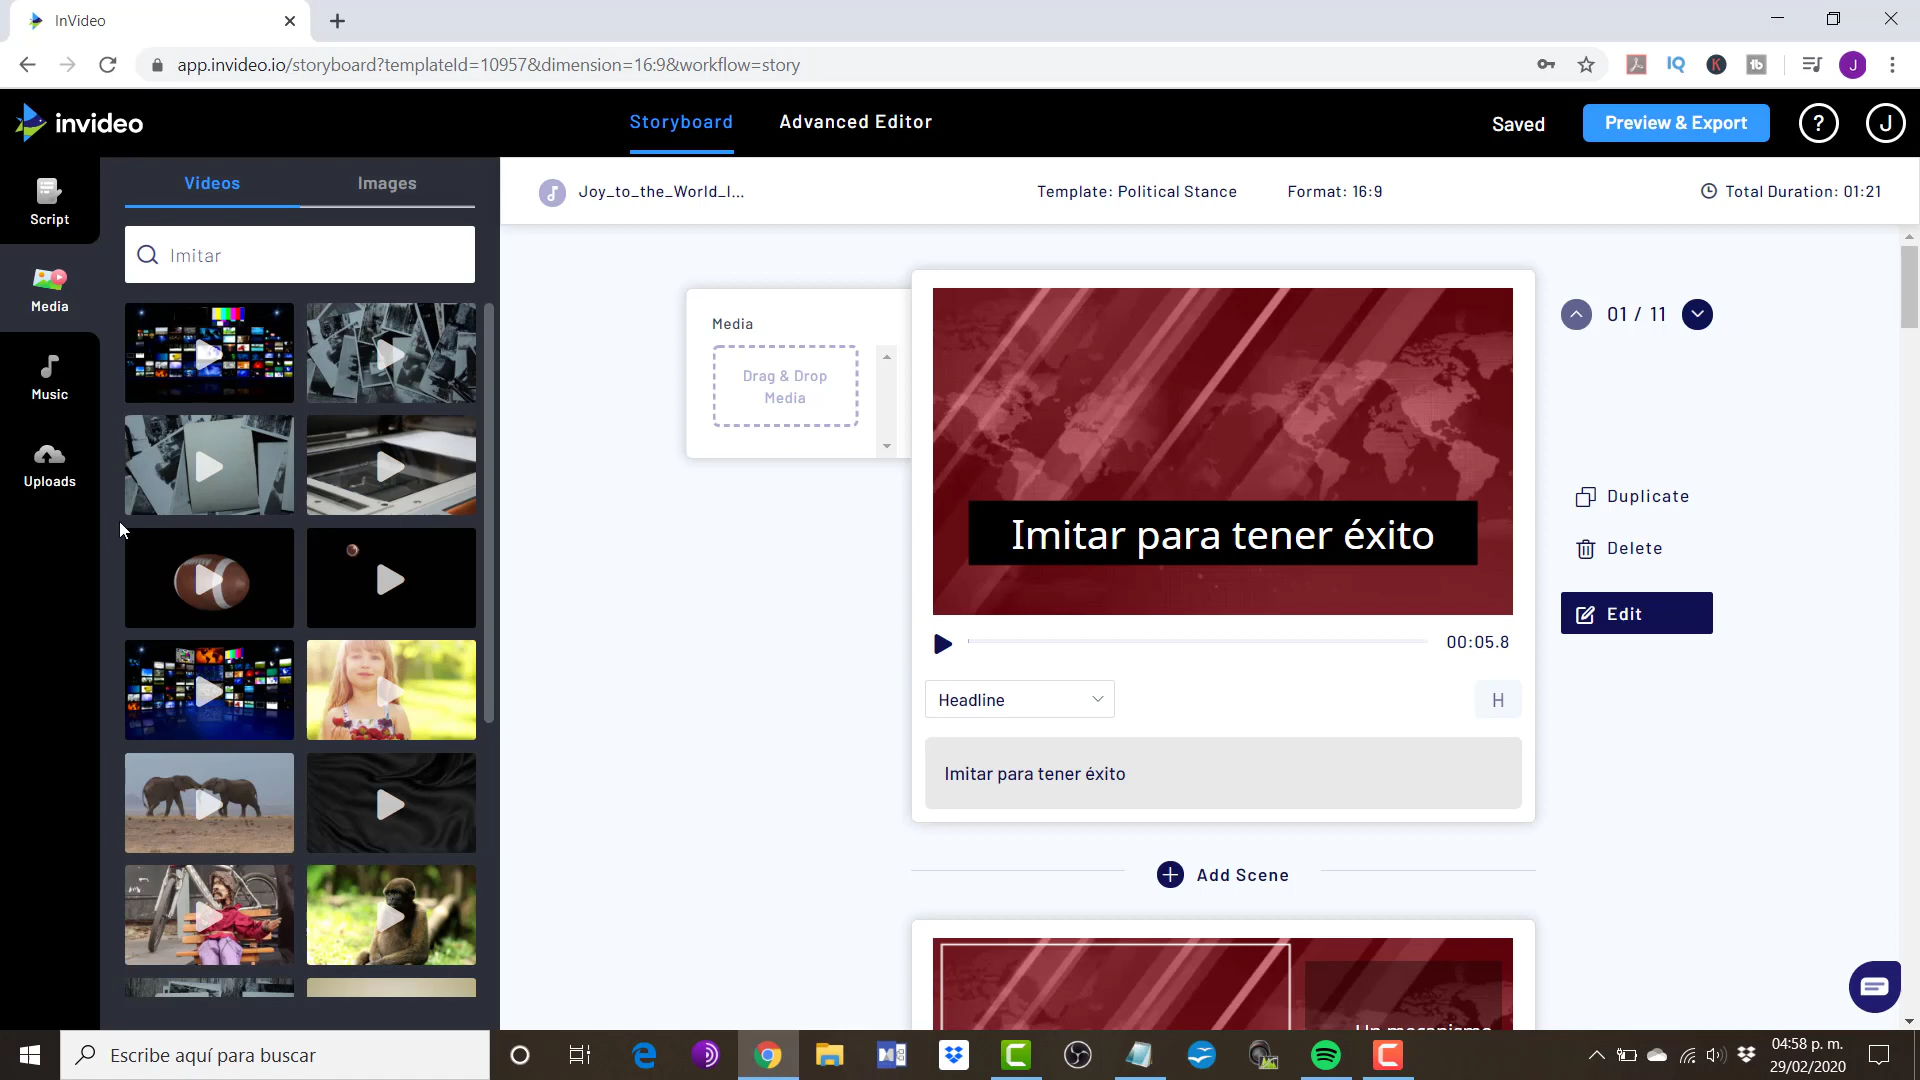 InVideo
app.invideo.io/storyboard?templateId=10957&dimension=16:9&workflow=story
IQ
K
J
invideo
Storyboard
Advanced Editor
Saved
Preview & Export
?
J
Script
Media
Music
Uploads
Videos
Images
Imitar
Joy_to_the_World_I...
Template: Political Stance
Format: 16:9
Total Duration: 01:21
Media
Drag & Drop
Media
Imitar para tener éxito
01 / 11
Duplicate
Delete
Edit
00:05.8
Headline
H
Imitar para tener éxito
Add Scene
Un mecanismo
Escribe aquí para buscar
04:58 p. m.
29/02/2020